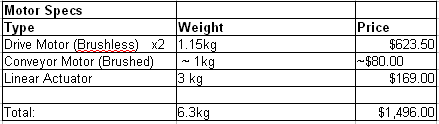 Motor Specs
Type Weight Price
Drive Motor (Brushless) x2 1.15kg $623.50
Conveyor Motor (Brushed) ~ 1kg ~$80.00
Linear Actuator 3 kg $169.00
Total: 6.3kg $1,496.00